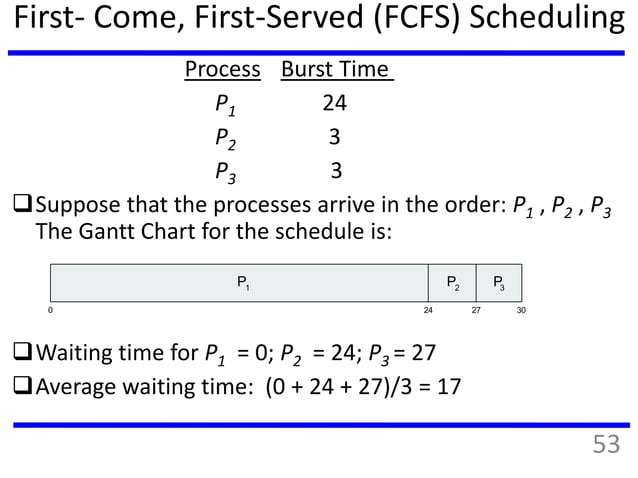 First- Come, First-Served (FCFS) Scheduling
Process Burst Time
P1 24
P2 3
P3 3
❑Suppose that the processes arrive in the order: P1 , P2 , P3
The Gantt Chart for the schedule is:
P1 P2 P3
0 24 27 30
❑Waiting time for P1 = 0; P2 = 24; P3 = 27
❑Average waiting time: (0 + 24 + 27)/3 = 17
53